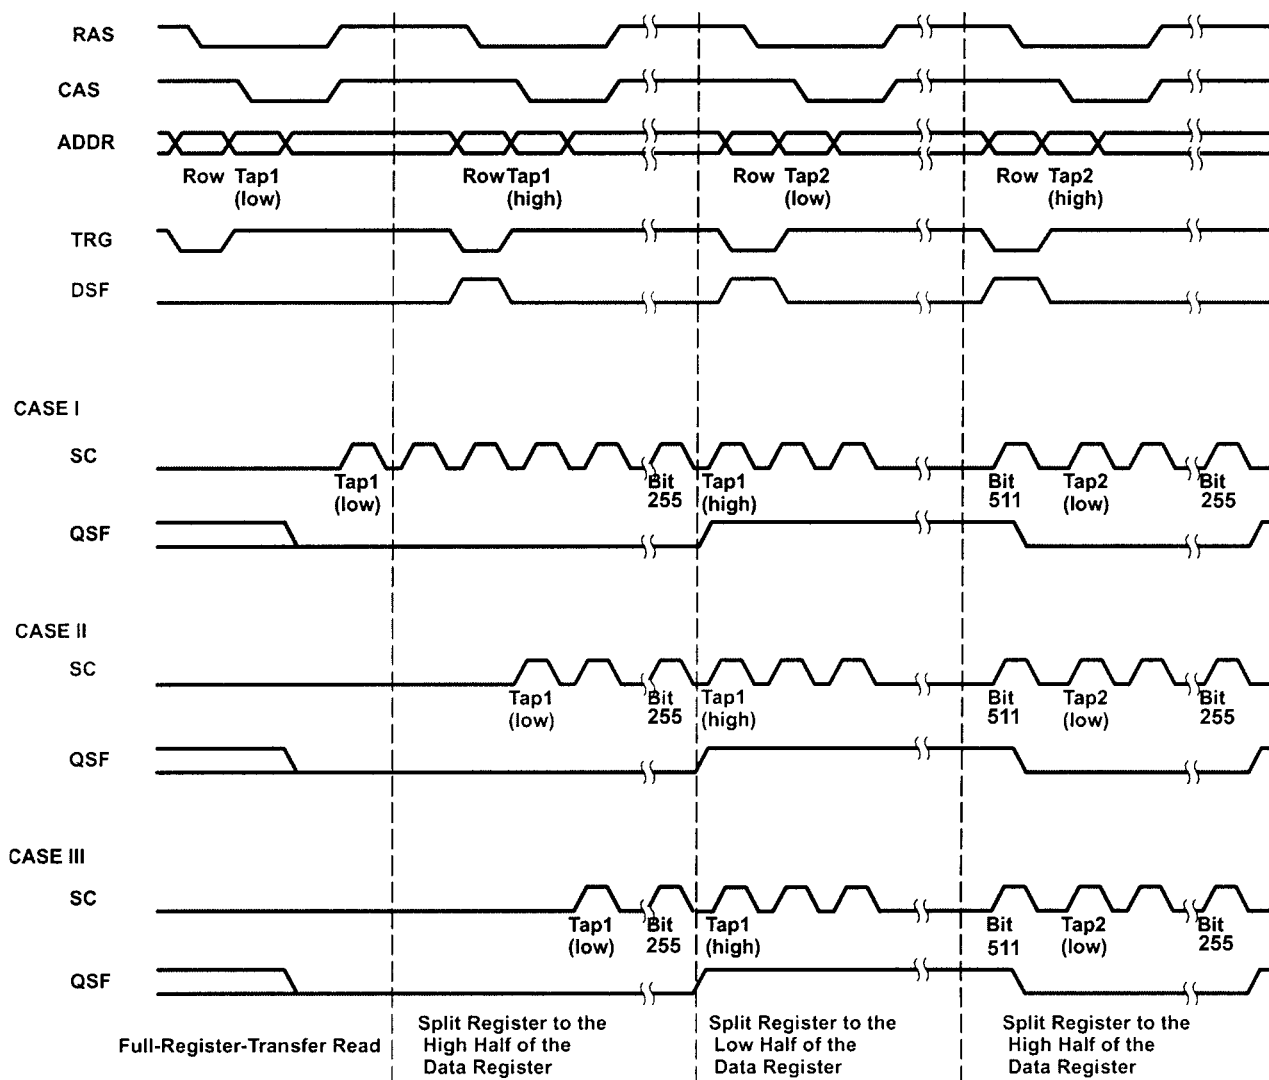 RAS
CAS
ADDR
Row Tap1 Row Tap1 Row Tap2 Row Tap2
(low) (high) (low) (high)
TRG
DSF
CASE I
SC
Tap1 Bit Tap1 Bit Tap2 Bit
(low) 255 (high) 511 (low) 255
QSF
CASE II
SC
Tap1 Bit Tap1 Bit Tap2 Bit
(low) 255 (high) 511 (low) 255
QSF
CASE III
SC
Tap1 Bit Tap1 Bit Tap2 Bit
(low) 255 (high) 511 (low) 255
QSF
Full-Register-Transfer Read
Split Register to the
High Half of the
Data Register
Split Register to the
Low Half of the
Data Register
Split Register to the
High Half of the
Data Register